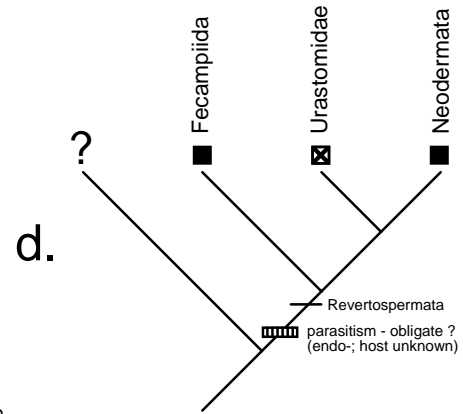 Fecampiida
Urastomidae
Neodermata
?
d.
Revertospermata
parasitism - obligate ?
(endo-; host unknown)